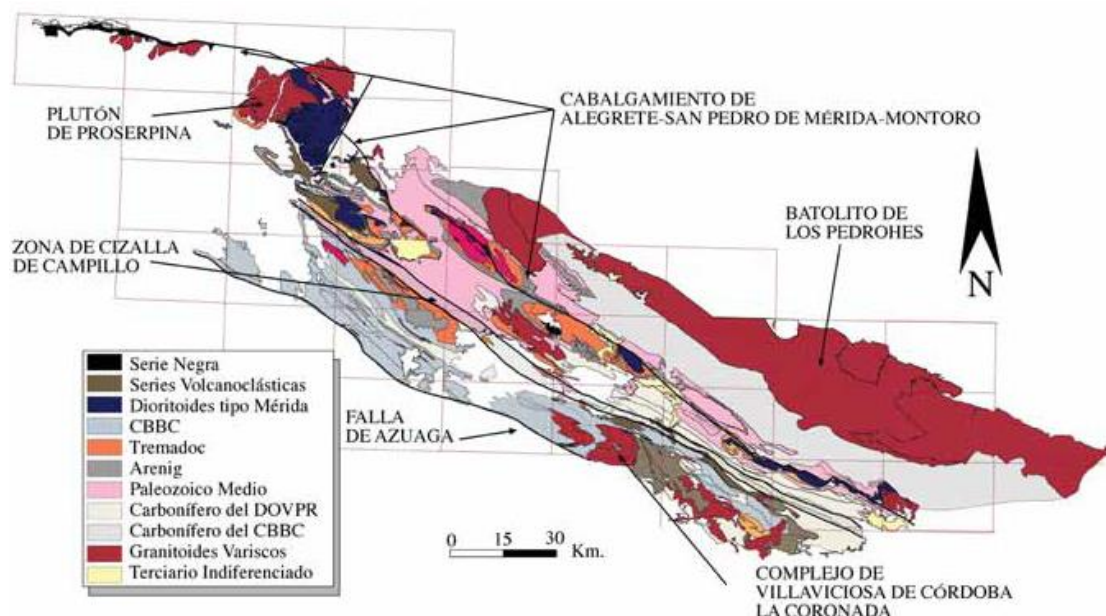 PLUTÓN
DE PROSERPINA
CABALGAMIENTO DE
ALEGRETE-SAN PEDRO DE MÉRIDA-MONTORO
BATOLITO DE
LOS PEDROHES
ZONA DE CIZALLA
DE CAMPILLO
N
Serie Negra
Series Volcanoclásticas
Dioritoides tipo Mérida
CBBC
Tremadoc
Arenig
Paleozoico Medio
Carbonífero del DOVPR
Carbonífero del CBBC
Granitoides Variscos
Terciario Indiferenciado
FALLA
DE AZUAGA
0 15 30 Km.
COMPLEJO DE
VILLAVICIOSA DE CÓRDOBA
LA CORONADA